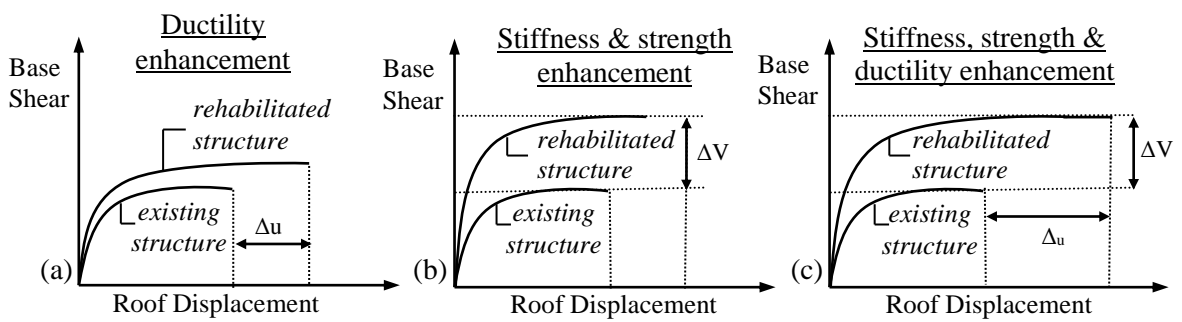 Ductility
enhancement
Base
Shear
rehabilitated
structure
existing
structure
Δu
(a)
Roof Displacement
Stiffness & strength
enhancement
Base
Shear
rehabilitated
structure
ΔV
existing
structure
(b)
Roof Displacement
Stiffness, strength &
ductility enhancement
Base
Shear
rehabilitated
structure
ΔV
existing
structure
Δu
(c)
Roof Displacement